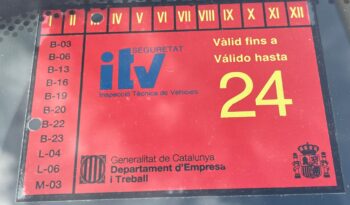 I II IV V VI VII VIII IX X XI XII
B-03
B-06
B-13
B-16
B-19
B-20
B-22
B-23
L-04
L-06
M-03
SEGURETAT
itv
Inspecció Tècnica de Vehicles
Vàlid fins a
Válido hasta
24
Generalitat de Catalunya
Departament d'Empresa
i Treball